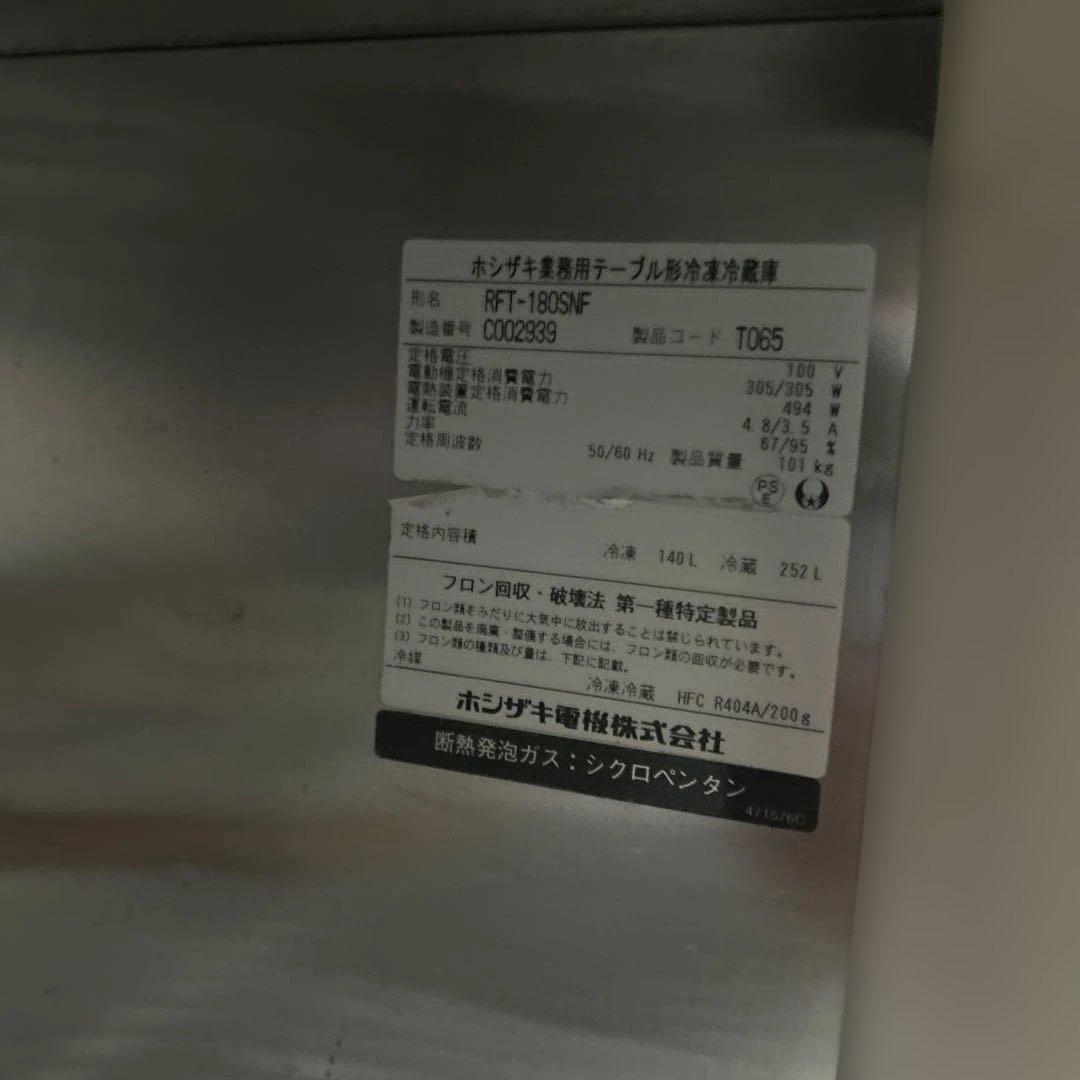 ホシザキ業務用テーブル形冷凍冷蔵庫
形名 RFT-180SNF
製造番号 C002939 製品コード T065
定格電圧 100 V
電動機定格消費電力 305/305 W
電熱装置定格消費電力 494 W
運転電流 4.8/3.5 A
力率 67/95 %
定格周波数 50/60 Hz 製品質量 101 kg
PS
E
定格内容積 冷凍 140L 冷蔵 252L
フロン回収・破壊法 第一種特定製品
(1) フロン類をみだりに大気中に放出することは禁じられています。
(2) この製品を廃棄・整備する場合には、フロン類の回収が必要です。
(3) フロン類の種類及び量は、下記に記載。
冷媒 冷凍冷蔵 HFC R404A/200g
ホシザキ電機株式会社
断熱発泡ガス：シクロペンタン
471576C